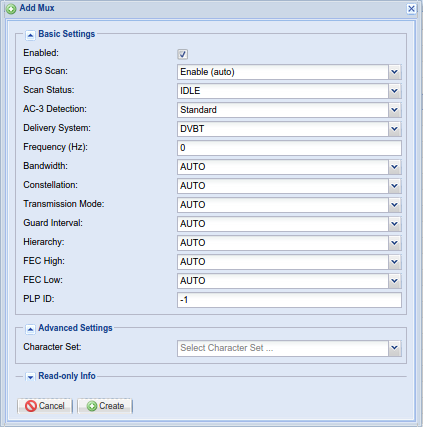 Add Mux
Basic Settings
Enabled:
EPG Scan: Enable (auto)
Scan Status: IDLE
AC-3 Detection: Standard
Delivery System: DVBT
Frequency (Hz): 0
Bandwidth: AUTO
Constellation: AUTO
Transmission Mode: AUTO
Guard Interval: AUTO
Hierarchy: AUTO
FEC High: AUTO
FEC Low: AUTO
PLP ID: -1
Advanced Settings
Character Set: Select Character Set ...
Read-only Info
Cancel Create